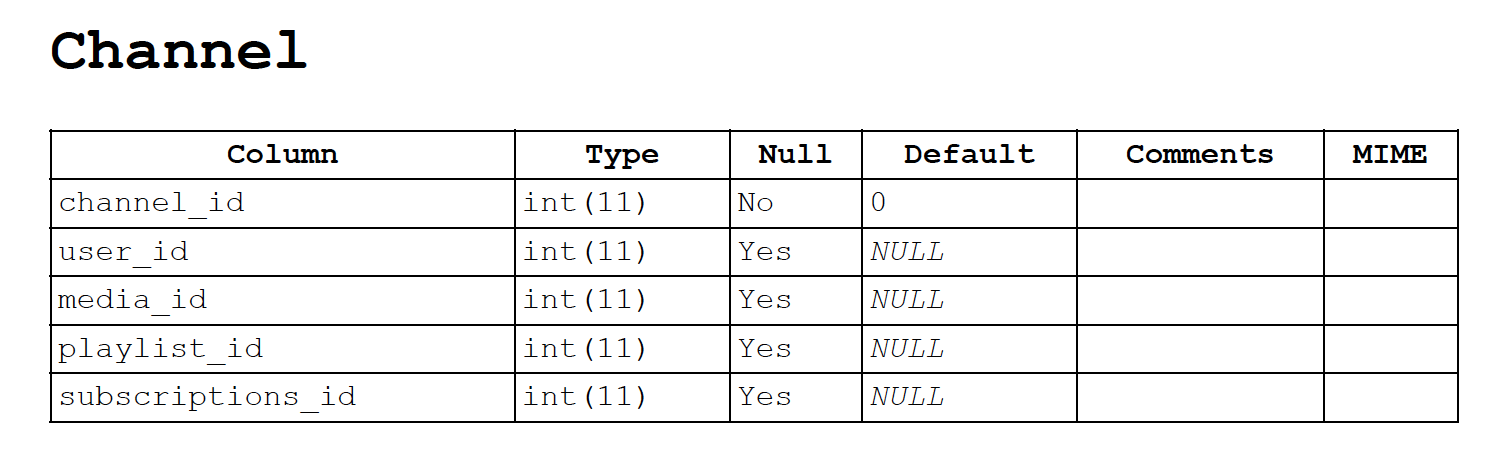 Channel
Column Type Null Default Comments MIME
channel_id int(11) No 0
user_id int(11) Yes NULL
media_id int(11) Yes NULL
playlist_id int(11) Yes NULL
subscriptions_id int(11) Yes NULL